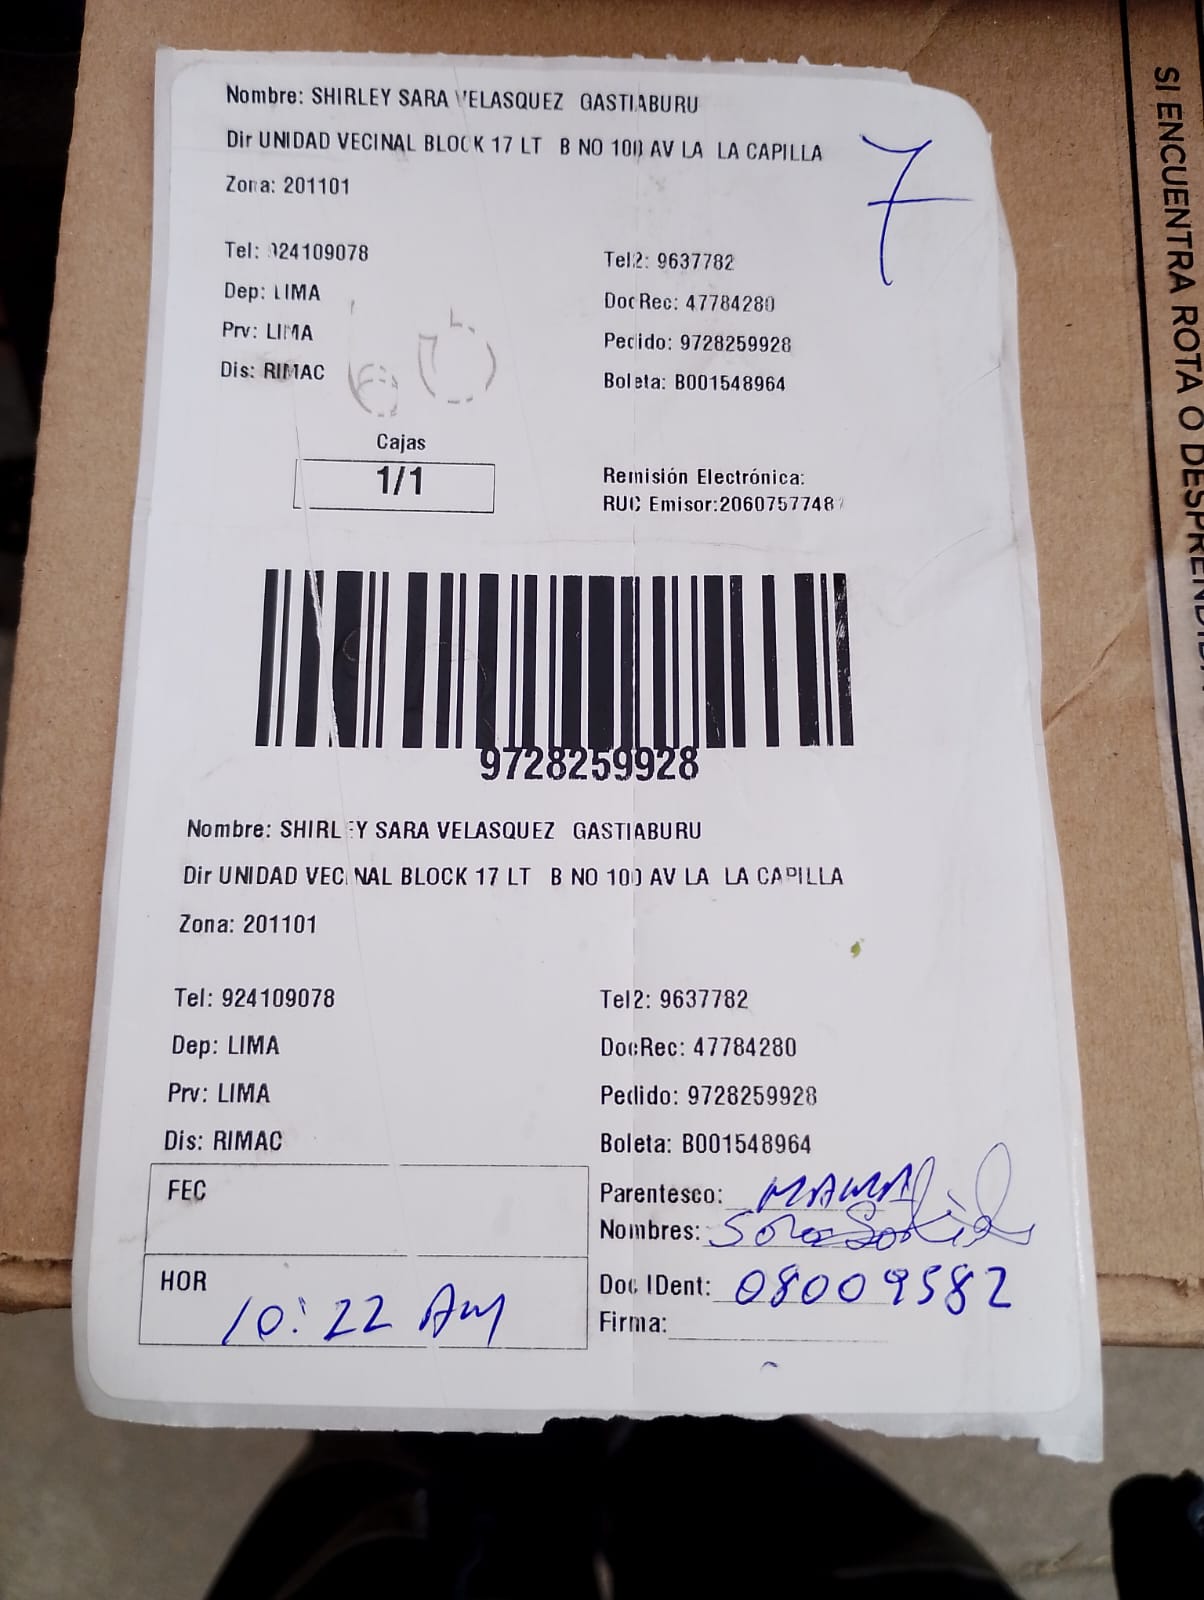 Nombre: SHIRLEY SARA VELASQUEZ GASTIABURU
Dir UNIDAD VECINAL BLOCK 17 LT B NO 100 AV LA LA CAPILLA
7
Zona: 201101
Tel: 924109078
Tel2: 9637782
Dep: LIMA
DocRec: 47784280
Prv: LIMA
Pedido: 9728259928
Dis: RIMAC
Boleta: B001548964
Cajas
1/1
Remisión Electrónica:
RUC Emisor:2060757748
9728259928
Nombre: SHIRLEY SARA VELASQUEZ GASTIABURU
Dir UNIDAD VECINAL BLOCK 17 LT B NO 100 AV LA LA CAPILLA
Zona: 201101
Tel: 924109078
Tel2: 9637782
Dep: LIMA
DocRec: 47784280
Prv: LIMA
Pedido: 9728259928
Dis: RIMAC
Boleta: B001548964
FEC
Parentesco: MAMA
Nombres:
HOR
10:22 Am
Doc IDent: 08009582
Firma:
SI ENCUENTRA ROTA O